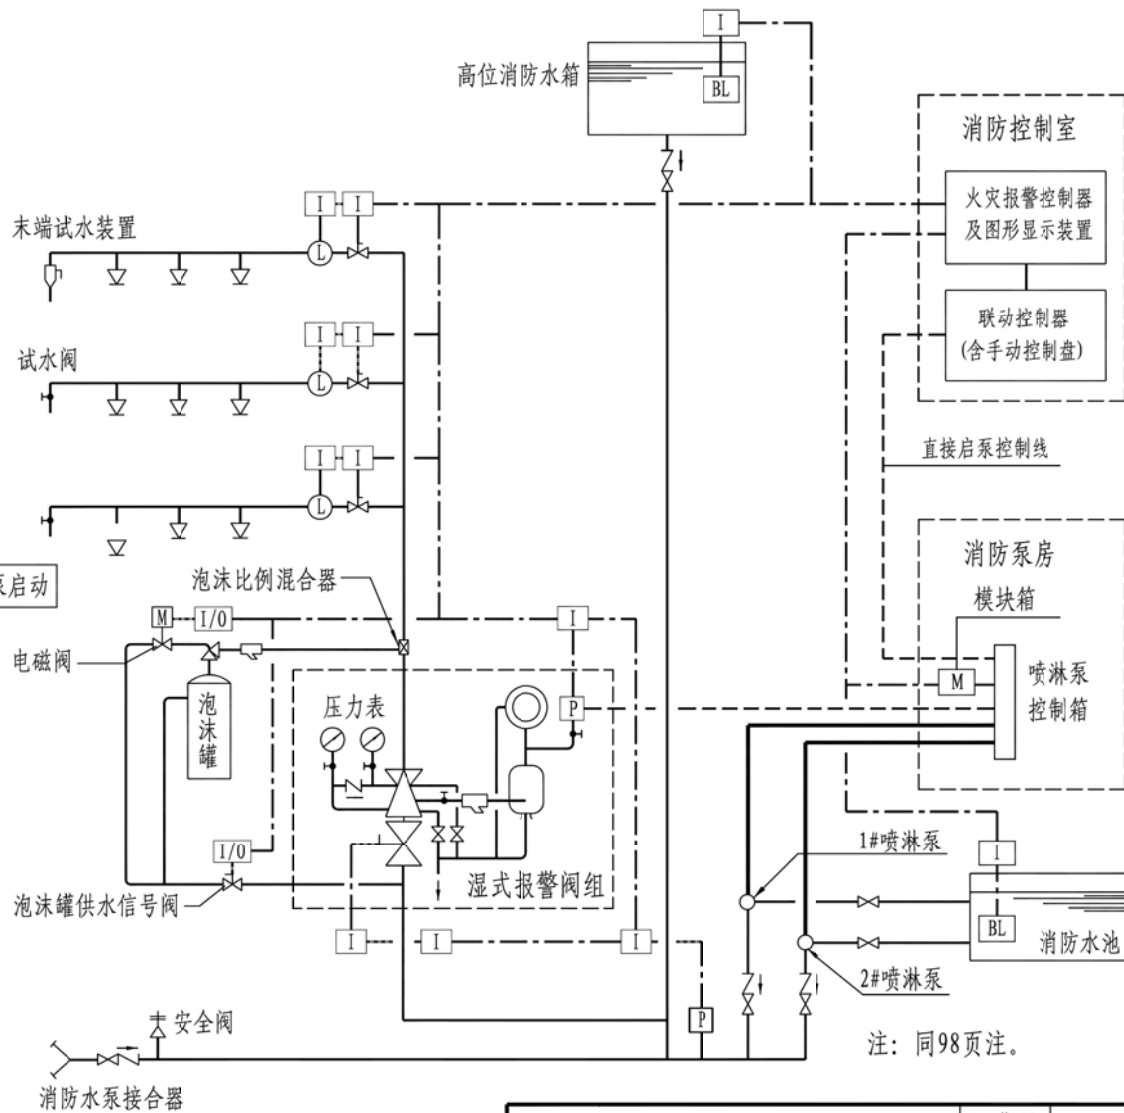 I
高位消防水箱
BL
消防控制室
火灾报警控制器
及图形显示装置
I I
末端试水装置
L
联动控制器
(含手动控制盘)
I I
试水阀
L
直接启泵控制线
I I
L
消防泵房
泡沫比例混合器
泵启动
模块箱
M I/O
I
电磁阀
M
喷淋泵
控制箱
泡
沫
罐
压力表
P
I/O
1#喷淋泵
I
湿式报警阀组
泡沫罐供水信号阀
BL
I I I
消防水池
2#喷淋泵
P
安全阀
注：同98页注。
消防水泵接合器